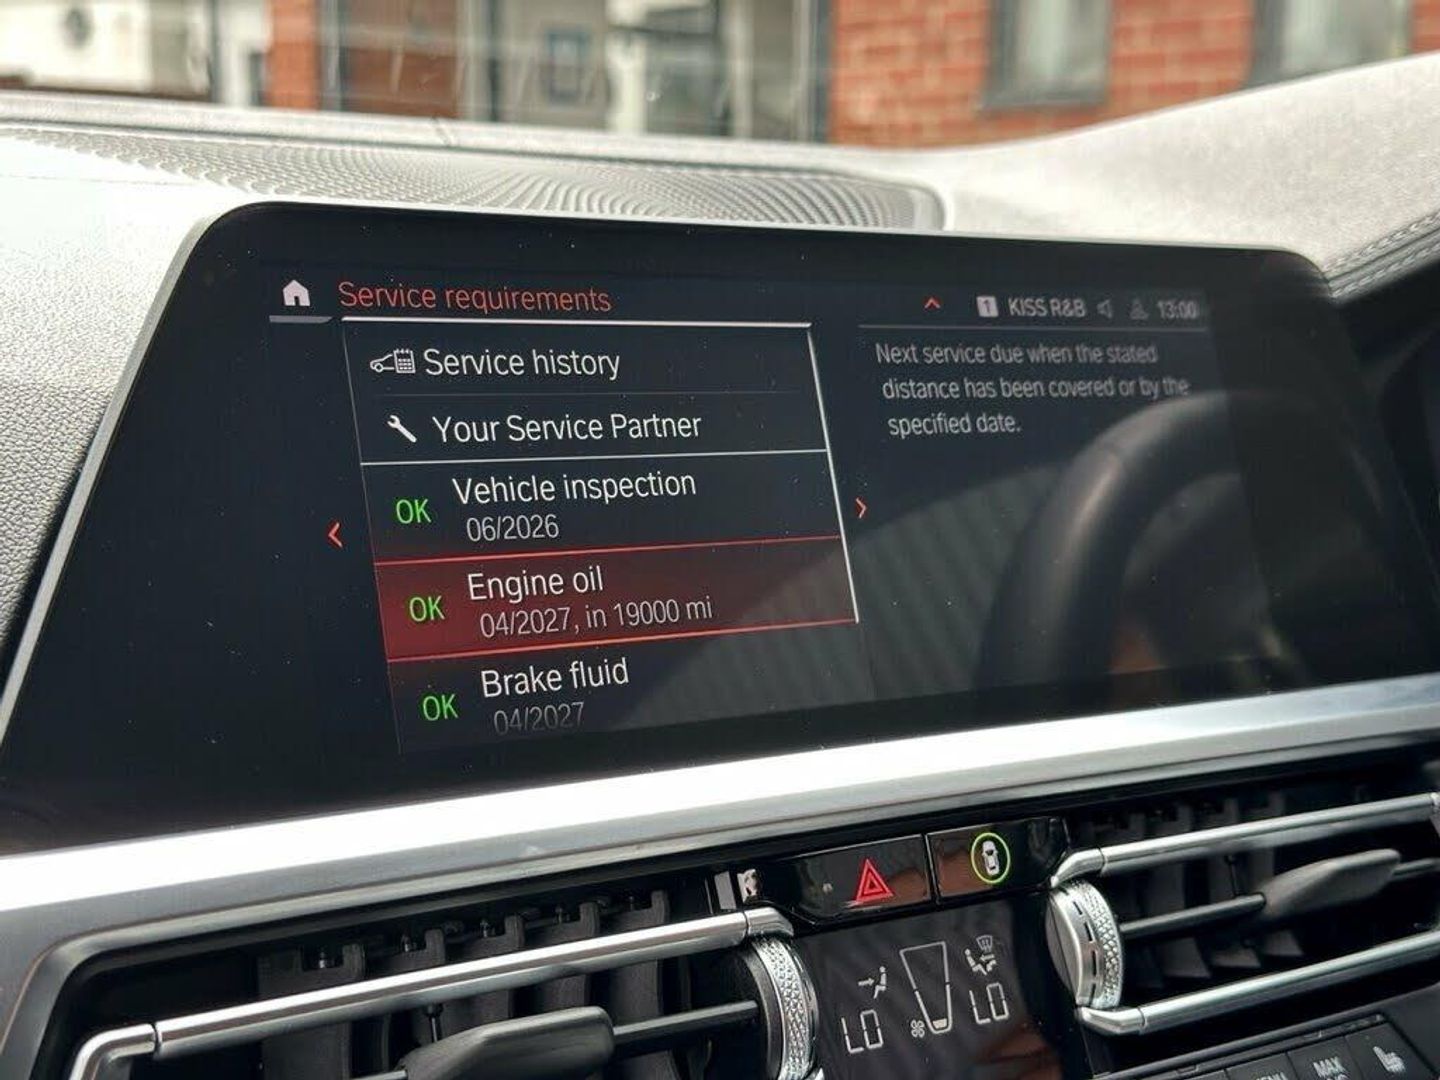 Service requirements
1 KISS R&B 13:00
Service history
Your Service Partner
OK Vehicle inspection
06/2026
OK Engine oil
04/2027, in 19000 mi
OK Brake fluid
04/2027
Next service due when the stated
distance has been covered or by the
specified date.
LO LO
MAX